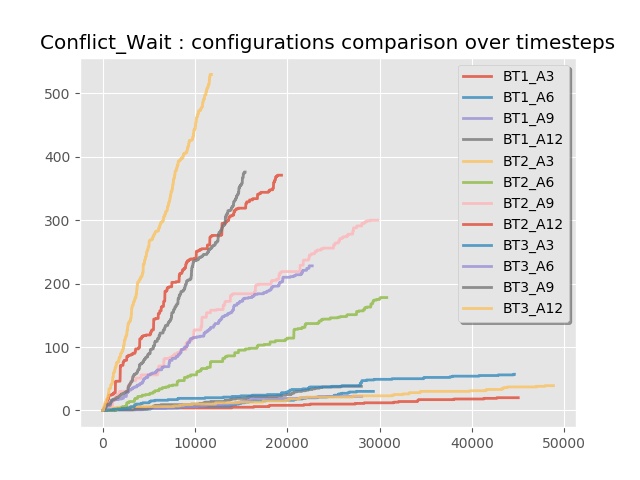 Conflict_Wait : configurations comparison over timesteps
500
400
300
200
100
0
0 10000 20000 30000 40000 50000
BT1_A3
BT1_A6
BT1_A9
BT1_A12
BT2_A3
BT2_A6
BT2_A9
BT2_A12
BT3_A3
BT3_A6
BT3_A9
BT3_A12